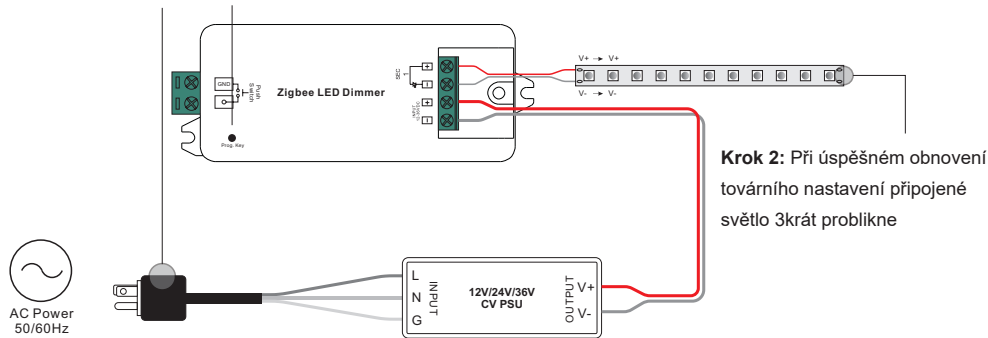 V+ → V+
V- → V-
SEC
L
+
-
+
-
GND
Push
Switch
Zigbee LED Dimmer
Prog. Key
Krok 2: Při úspěšném obnovení
továrního nastavení připojené
světlo 3krát problikne
AC Power
50/60Hz
L
N
G
INPUT
12V/24V/36V
CV PSU
OUTPUT
V+
V-